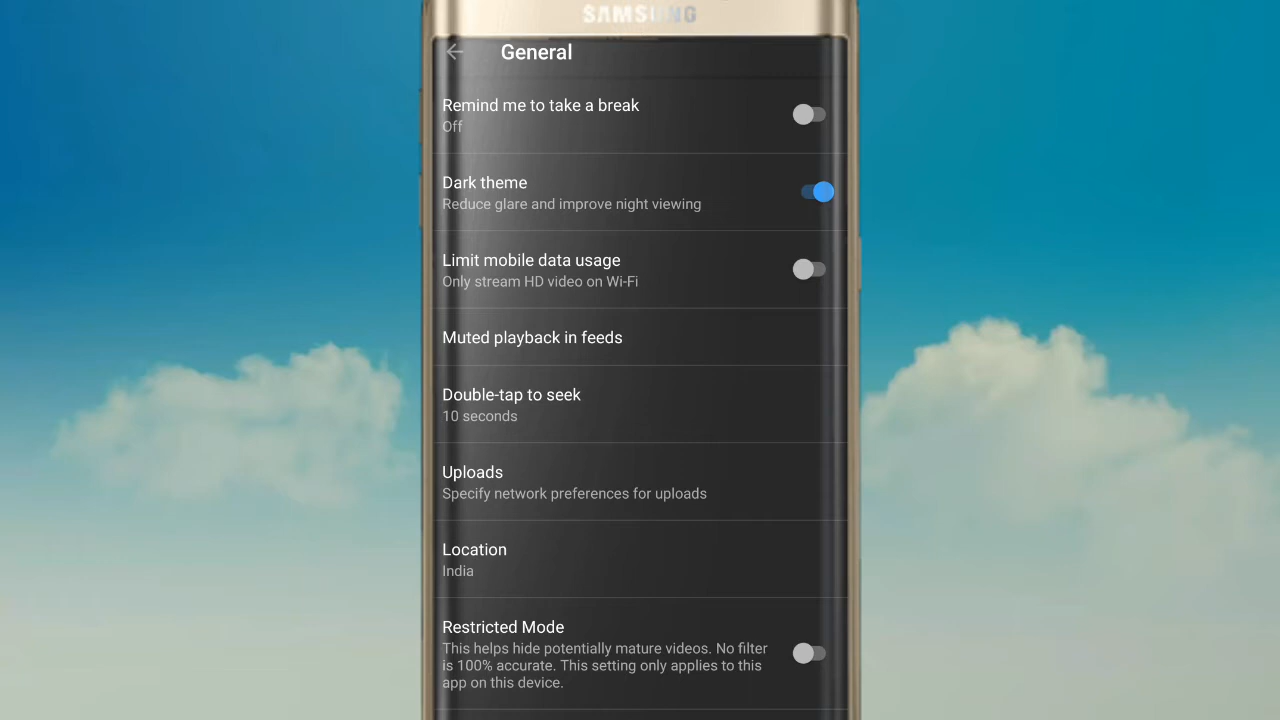 SAMSUNG
General
Remind me to take a break
Off
Dark theme
Reduce glare and improve night viewing
Limit mobile data usage
Only stream HD video on Wi-Fi
Muted playback in feeds
Double-tap to seek
10 seconds
Uploads
Specify network preferences for uploads
Location
India
Restricted Mode
This helps hide potentially mature videos. No filter
is 100% accurate. This setting only applies to this
app on this device.